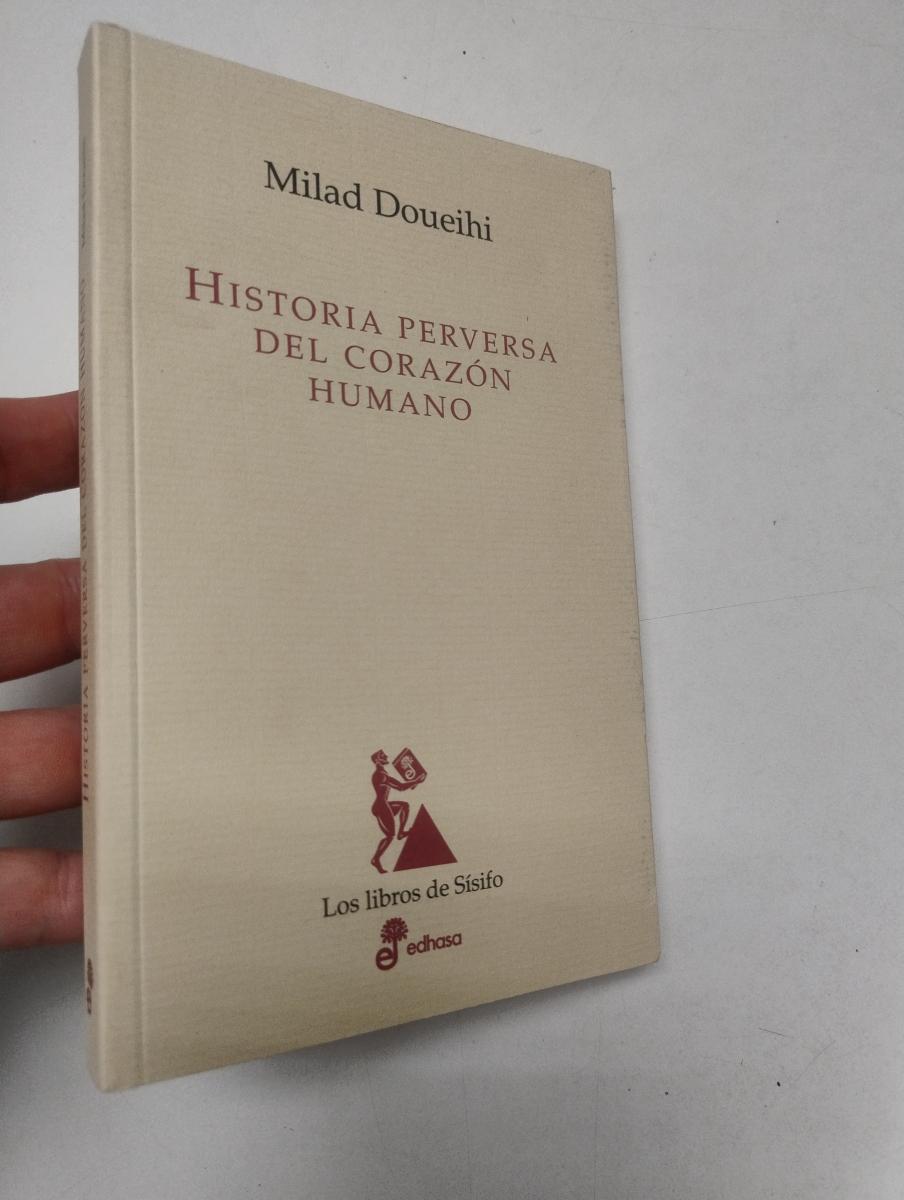 Milad Doueihi
HISTORIA PERVERSA
DEL CORAZÓN
HUMANO
Los libros de Sísifo
edhasa
HISTORIA PERVERSA DEL CORAZÓN HUMANO